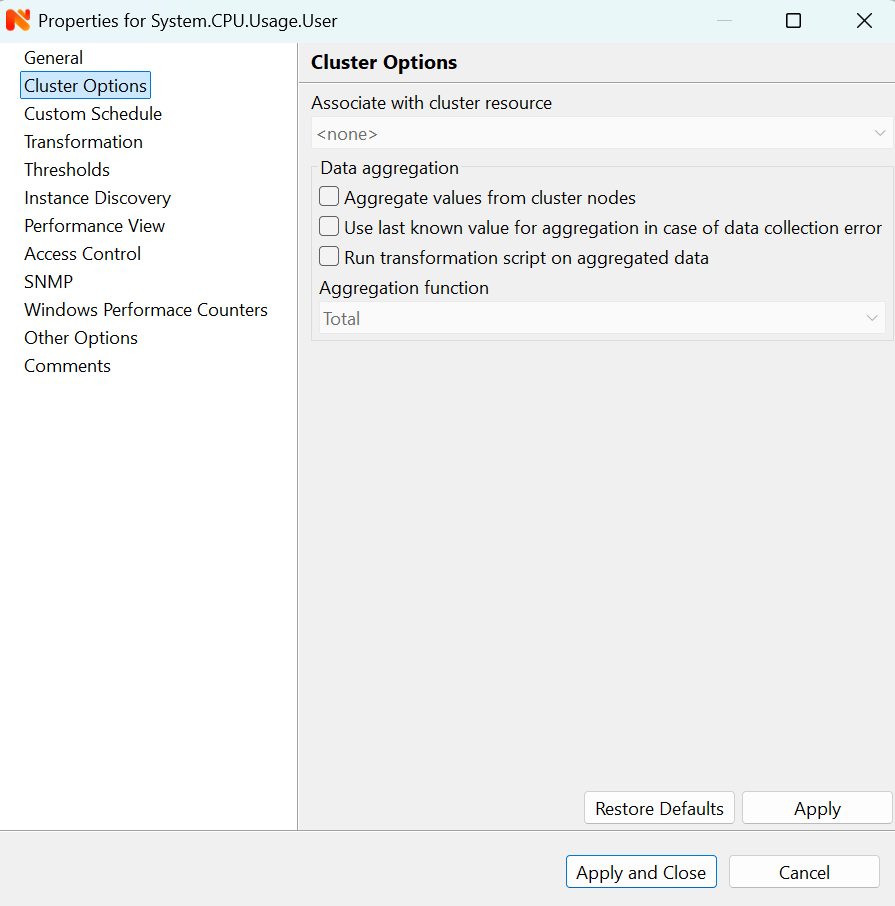 Properties for System.CPU.Usage.User
General
Cluster Options
Custom Schedule
Transformation
Thresholds
Instance Discovery
Performance View
Access Control
SNMP
Windows Performace Counters
Other Options
Comments
Cluster Options
Associate with cluster resource
<none>
Data aggregation
Aggregate values from cluster nodes
Use last known value for aggregation in case of data collection error
Run transformation script on aggregated data
Aggregation function
Total
Restore Defaults
Apply
Apply and Close
Cancel